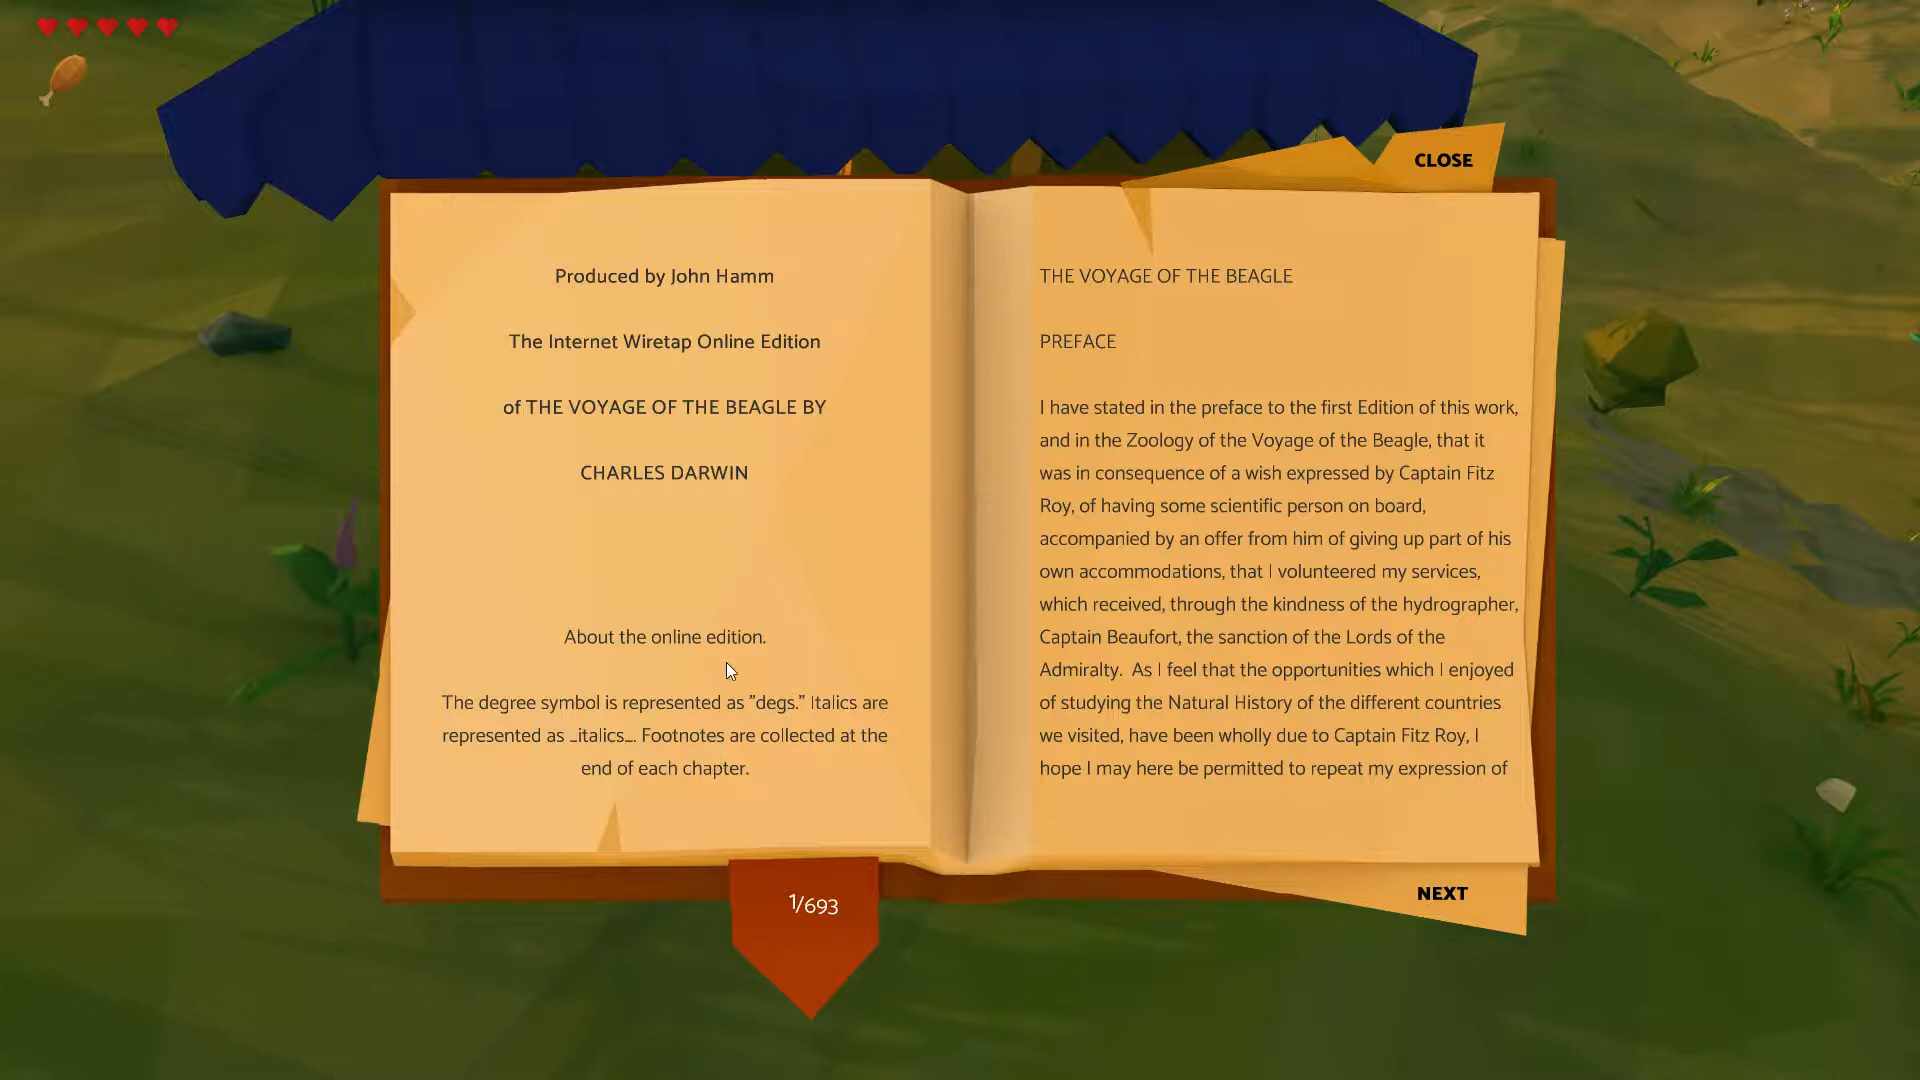 CLOSE
Produced by John Hamm
The Internet Wiretap Online Edition
of THE VOYAGE OF THE BEAGLE BY
CHARLES DARWIN
About the online edition.
The degree symbol is represented as "degs." Italics are
represented as _italics_. Footnotes are collected at the
end of each chapter.
THE VOYAGE OF THE BEAGLE
PREFACE
I have stated in the preface to the first Edition of this work,
and in the Zoology of the Voyage of the Beagle, that it
was in consequence of a wish expressed by Captain Fitz
Roy, of having some scientific person on board,
accompanied by an offer from him of giving up part of his
own accommodations, that I volunteered my services,
which received, through the kindness of the hydrographer,
Captain Beaufort, the sanction of the Lords of the
Admiralty.  As I feel that the opportunities which I enjoyed
of studying the Natural History of the different countries
we visited, have been wholly due to Captain Fitz Roy, I
hope I may here be permitted to repeat my expression of
1/693
NEXT